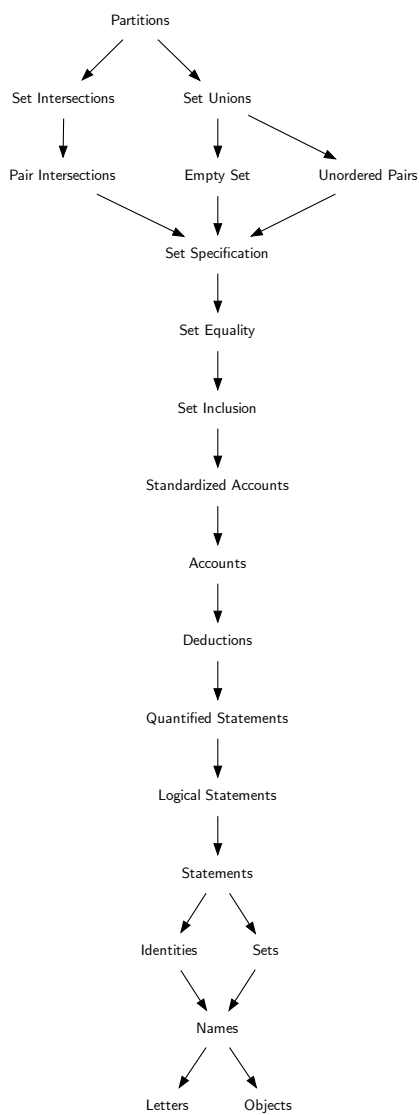 Partitions
Set Intersections Set Unions
Pair Intersections Empty Set Unordered Pairs
Set Specification
Set Equality
Set Inclusion
Standardized Accounts
Accounts
Deductions
Quantified Statements
Logical Statements
Statements
Identities Sets
Names
Letters Objects